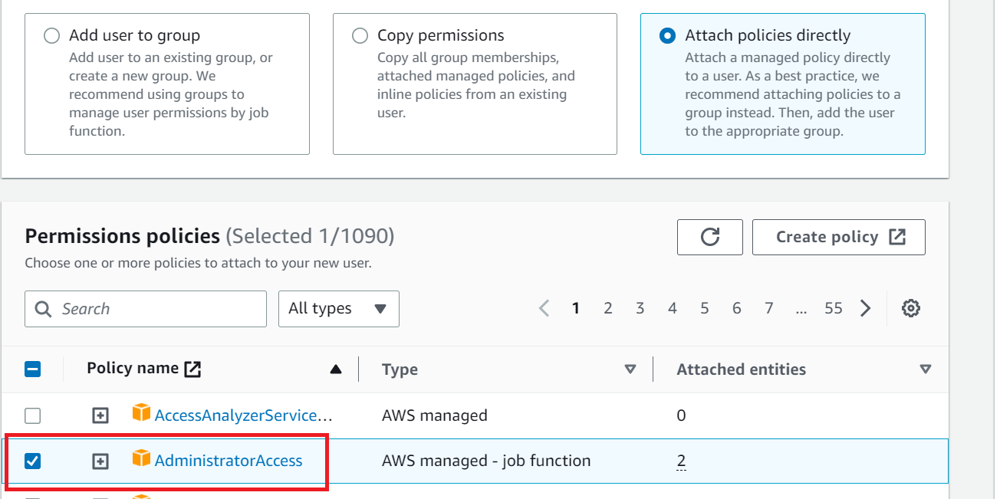 Add user to group
Add user to an existing group, or
create a new group. We
recommend using groups to
manage user permissions by job
function.
Copy permissions
Copy all group memberships,
attached managed policies, and
inline policies from an existing
user.
Attach policies directly
Attach a managed policy directly
to a user. As a best practice, we
recommend attaching policies to a
group instead. Then, add the user
to the appropriate group.
Permissions policies (Selected 1/1090)
Choose one or more policies to attach to your new user.
Create policy
Search
All types
1 2 3 4 5 6 7 ... 55
Policy name Type Attached entities
AccessAnalyzerService... AWS managed 0
AdministratorAccess AWS managed - job function 2